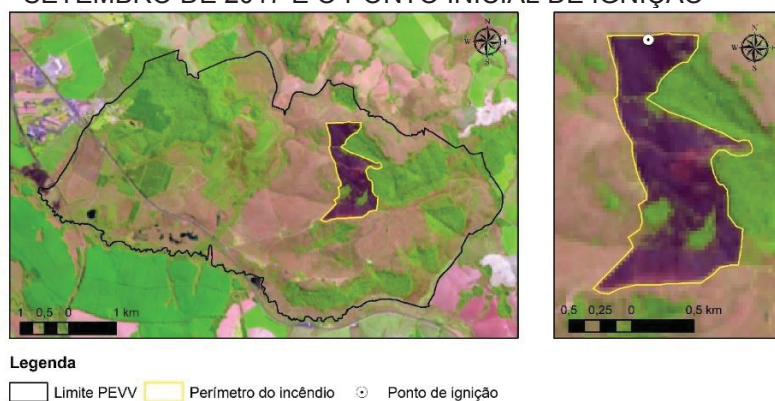 SETEMBRO DE 2017 E O PONTO INICIAL DE IGNIÇÃO
N
W E
S
N
W E
S
1 0,5 0 1 km
0,5 0,25 0 0,5 km
Legenda
Limite PEVV Perímetro do incêndio Ponto de ignição